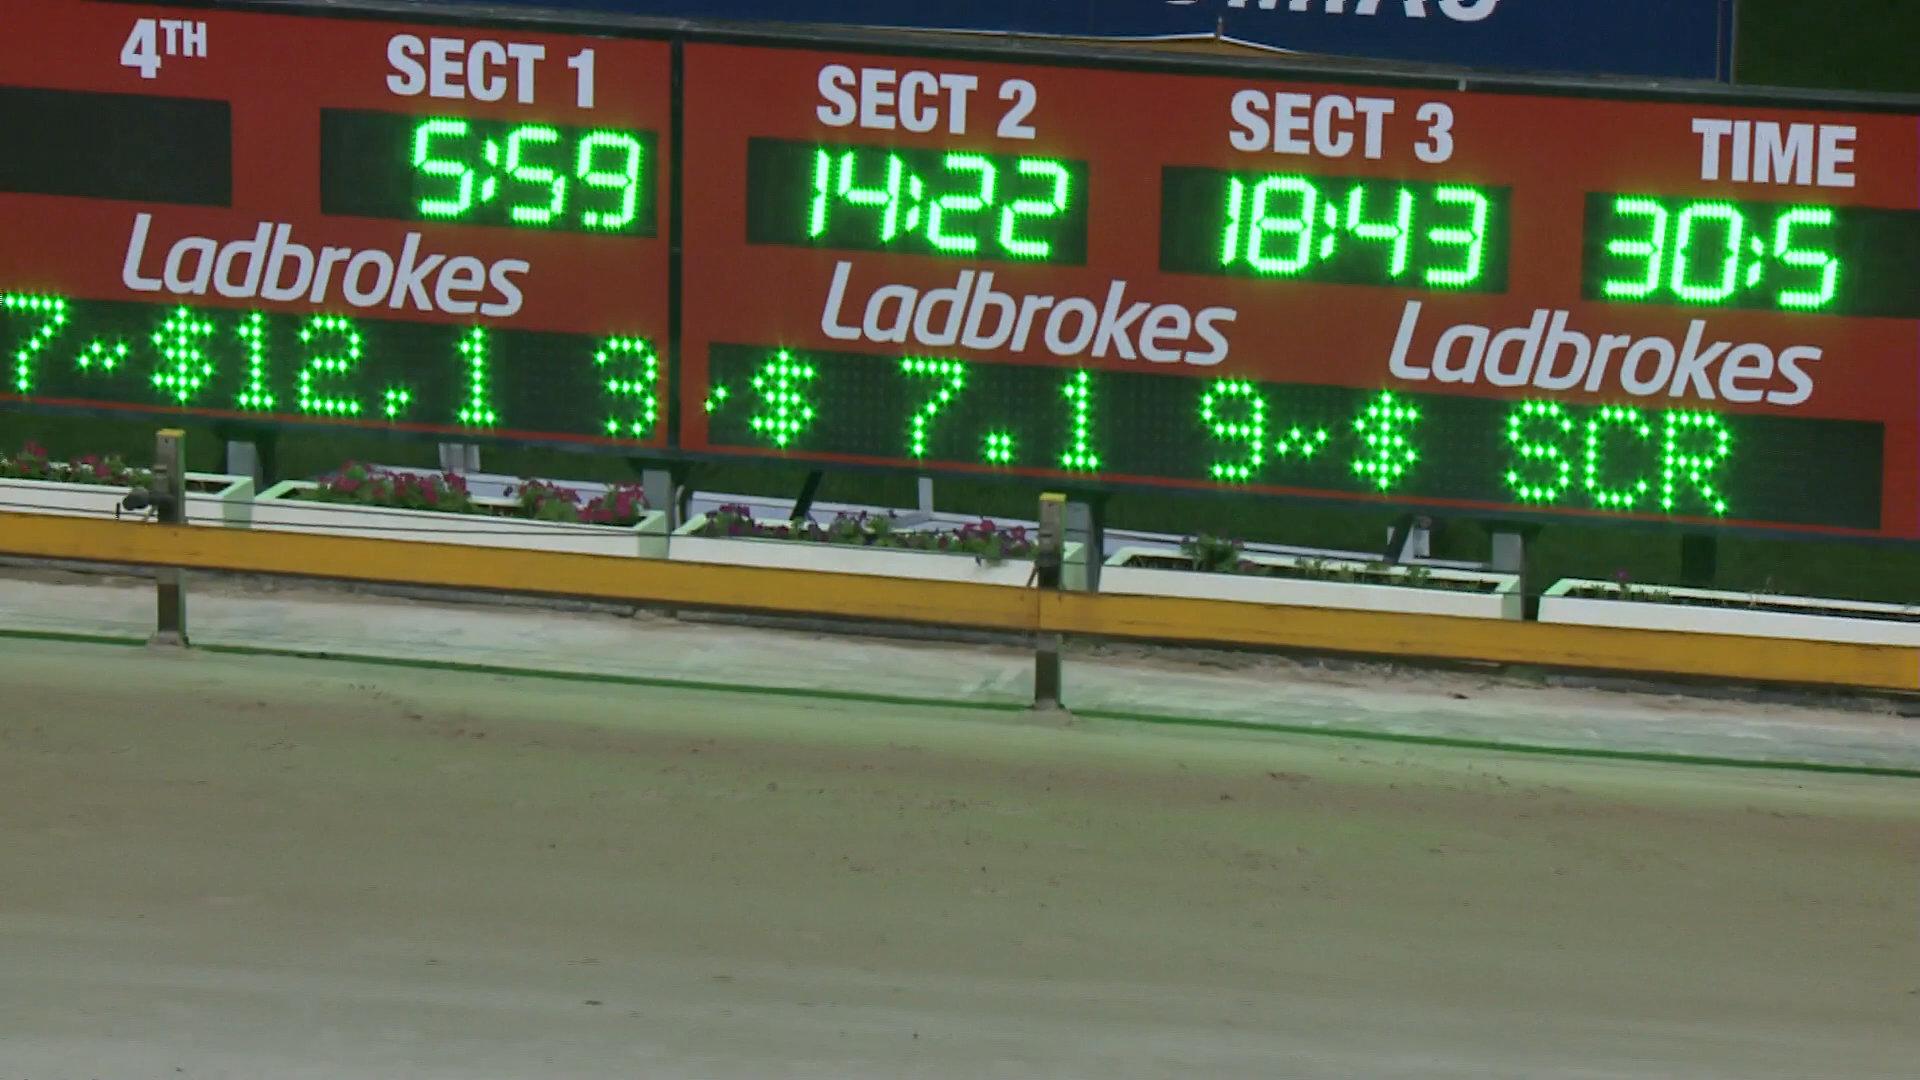 4TH SECT 1 SECT 2 SECT 3 TIME
5:59 14:22 18:43 30:5
Ladbrokes Ladbrokes Ladbrokes
7~$12.1 3~$ 7.1 9~$ SCR